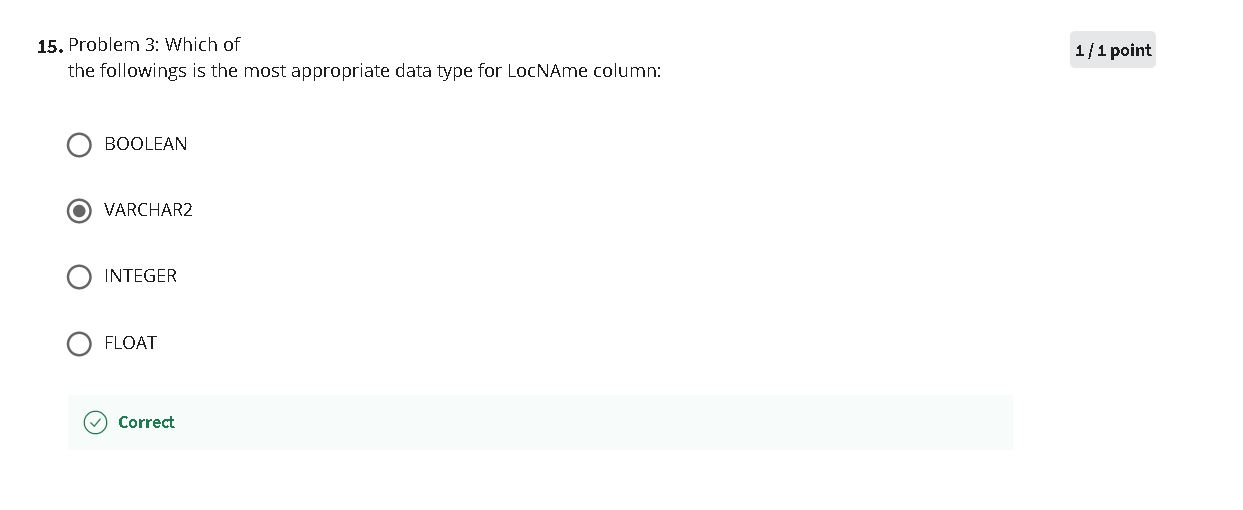 15. Problem 3: Which of
1 / 1 point
the followings is the most appropriate data type for LocNAme column:
BOOLEAN
VARCHAR2
INTEGER
FLOAT
Correct